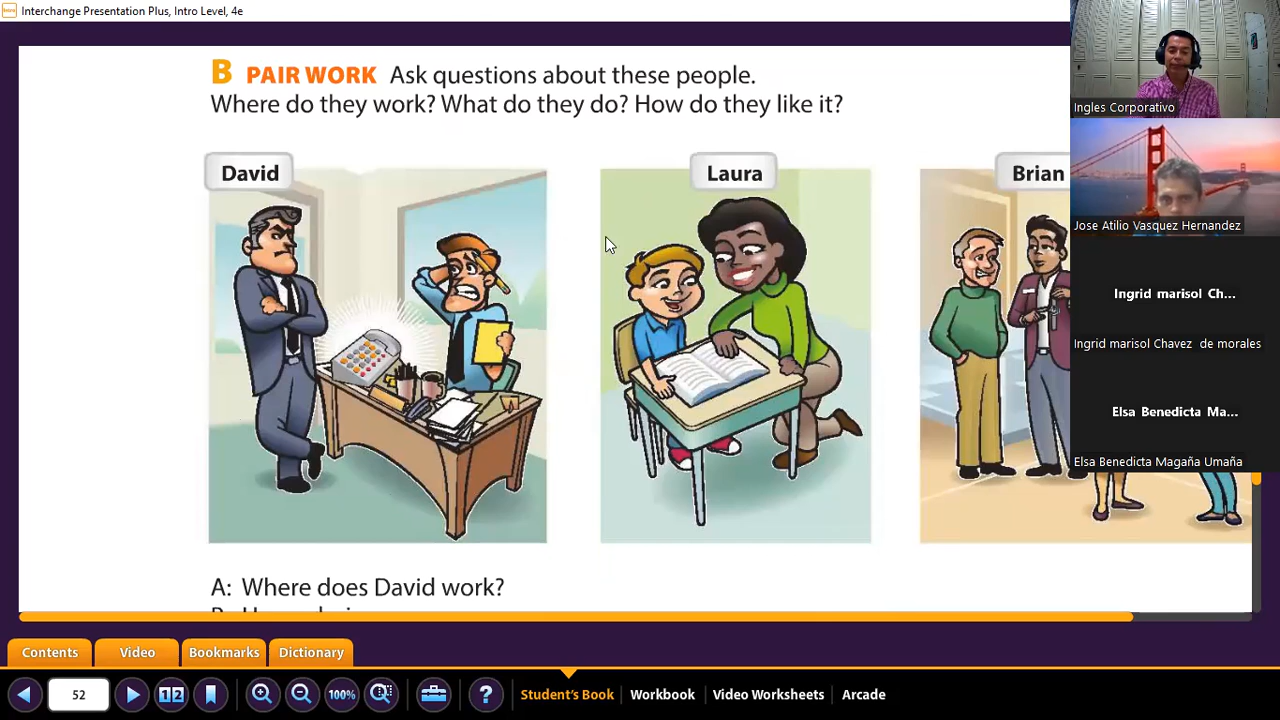 Interchange Presentation Plus, Intro Level, 4e
B PAIR WORK Ask questions about these people.
Where do they work? What do they do? How do they like it?
David
Laura
Brian
A: Where does David work?
Ingles Corporativo
Jose Atilio Vasquez Hernandez
Ingrid marisol Ch...
Ingrid marisol Chavez de morales
Elsa Benedicta Ma...
Elsa Benedicta Magaña Umaña
Contents
Video
Bookmarks
Dictionary
52
1 2
100%
?
Student's Book
Workbook
Video Worksheets
Arcade